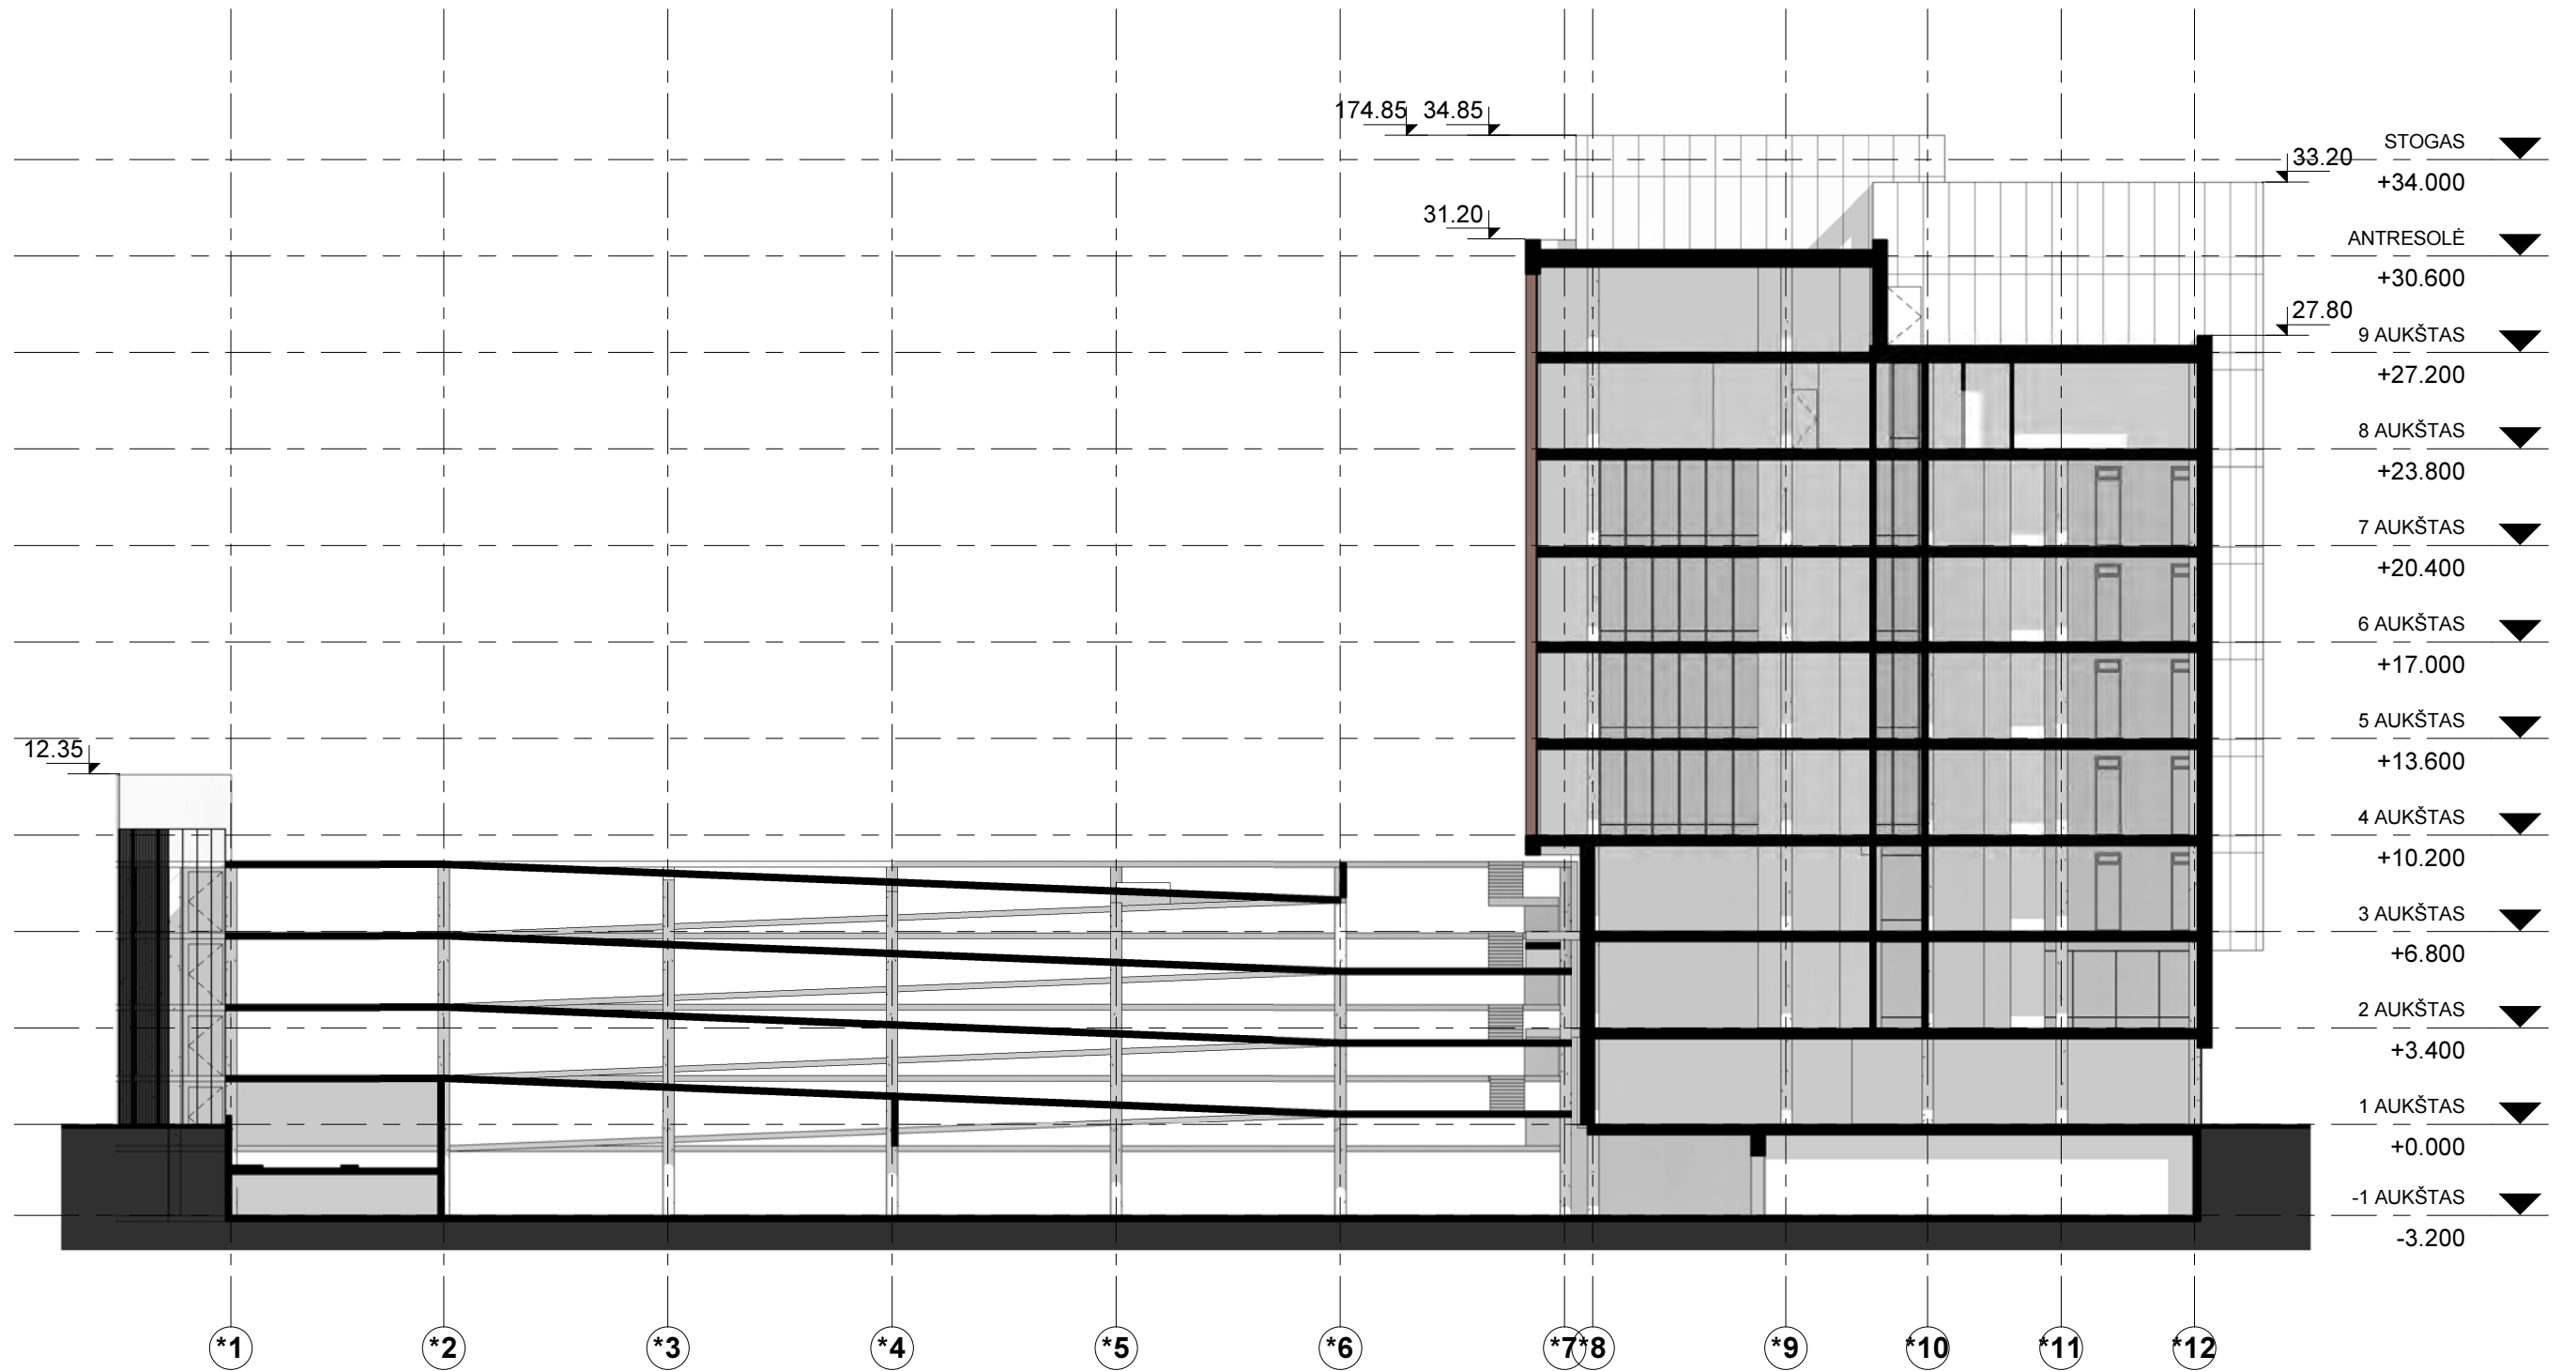 174.85 34.85
STOGAS
33.20
+34.000
31.20
ANTRESOLĖ
+30.600
27.80
9 AUKŠTAS
+27.200
8 AUKŠTAS
+23.800
7 AUKŠTAS
+20.400
6 AUKŠTAS
+17.000
5 AUKŠTAS
12.35
+13.600
4 AUKŠTAS
+10.200
3 AUKŠTAS
+6.800
2 AUKŠTAS
+3.400
1 AUKŠTAS
+0.000
-1 AUKŠTAS
-3.200
*1 *2 *3 *4 *5 *6 *7 *8 *9 *10 *11 *12